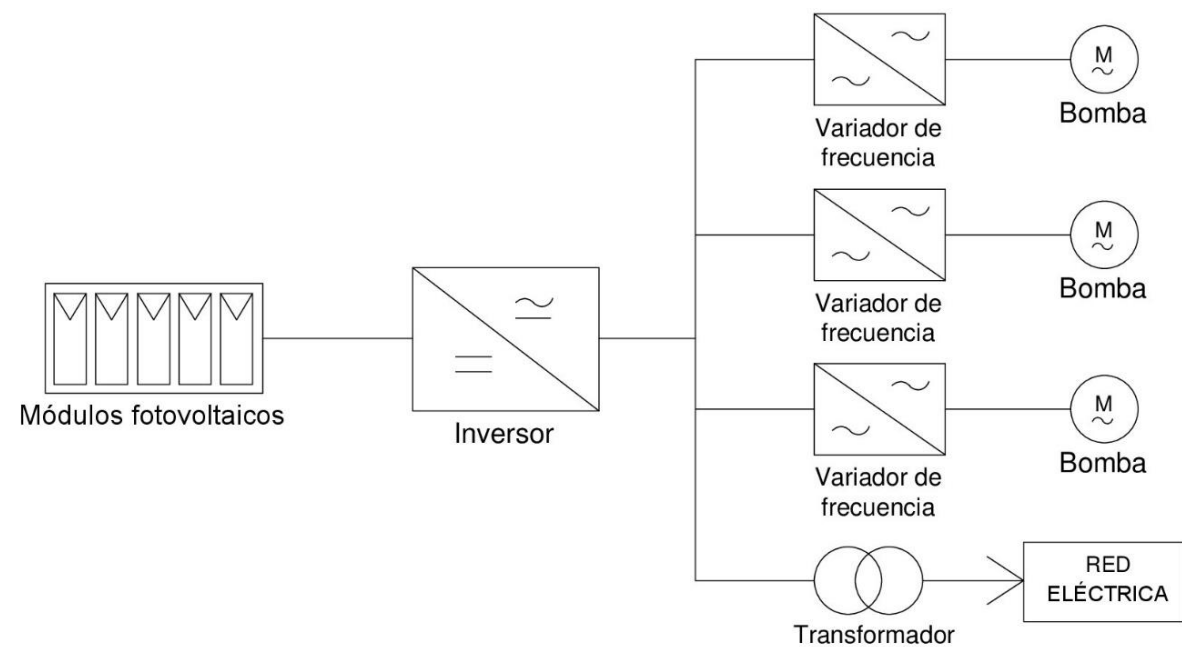 M
Bomba
Variador de
frecuencia
M
Bomba
Variador de
frecuencia
Módulos fotovoltaicos
Inversor
M
Bomba
Variador de
frecuencia
RED
ELÉCTRICA
Transformador